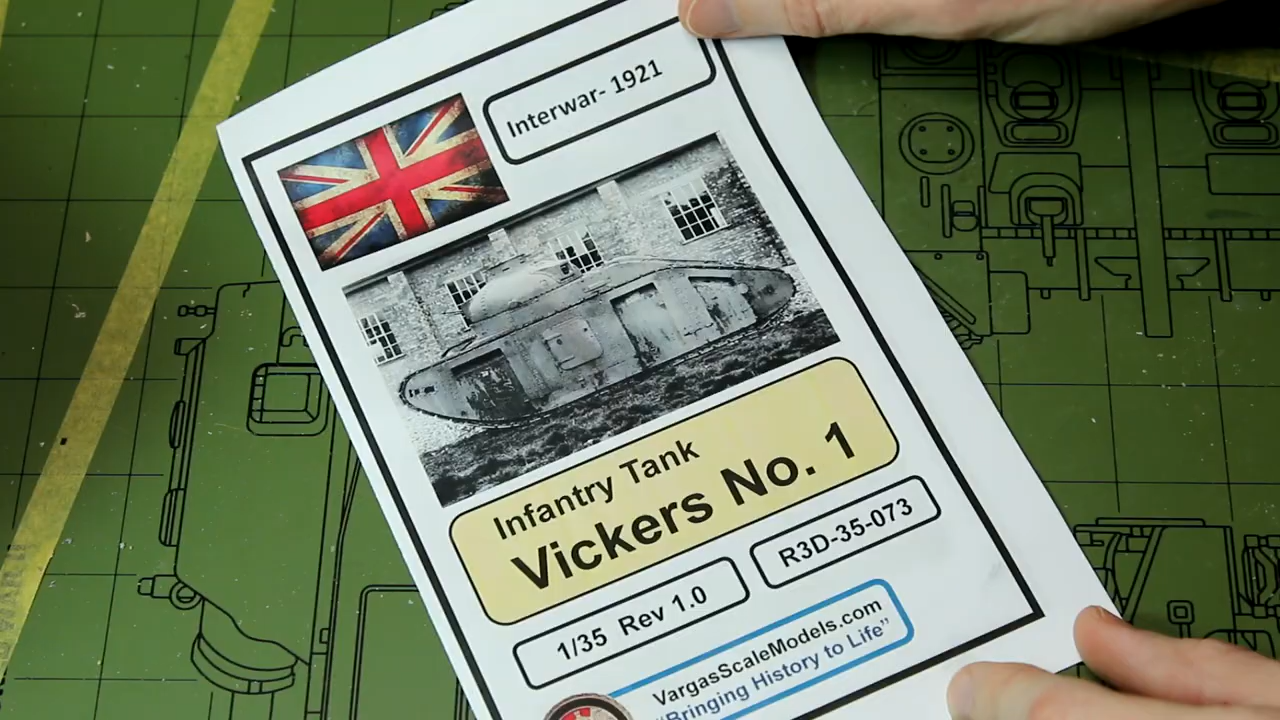 Interwar- 1921
Infantry Tank
Vickers No. 1
1/35 Rev 1.0
R3D-35-073
VargasScaleModels.com
“Bringing History to Life”